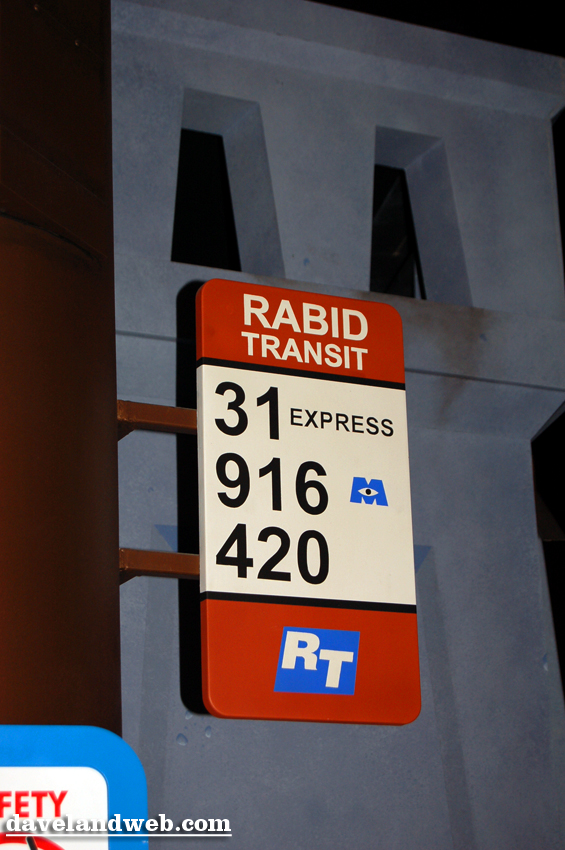 RABID
TRANSIT
31 EXPRESS
916 M
420
RT
FETY
davelandweb.com